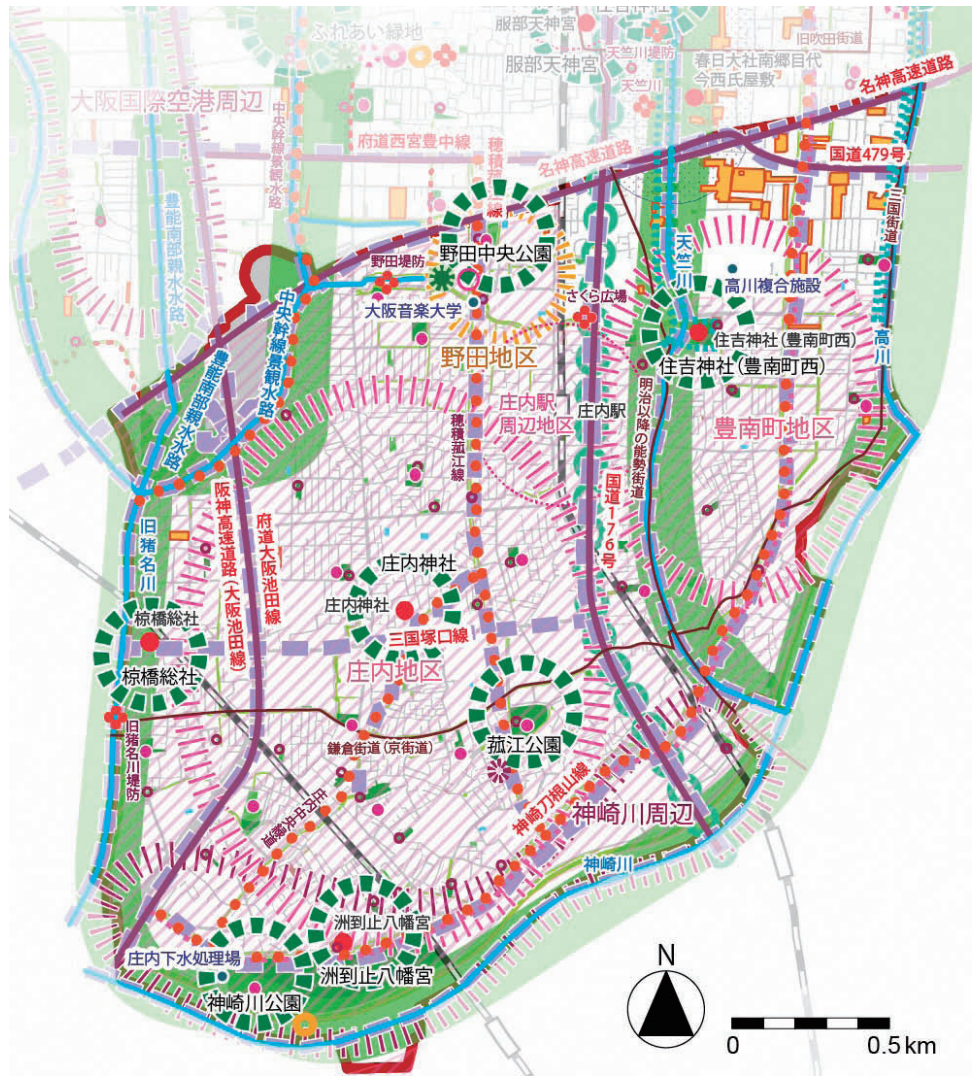 服部天神宮
住吉神社
旧吹田街道
ふれあい緑地
天竺川堤防
春日大社南郷目代
今西氏屋敷
服部天神宮
天竺川
名神高速道路
大阪国際空港周辺
中央幹線景観水路
府道西宮豊中線
穂積菰江線
名神高速道路
国道479号
三国街道
豊能南部親水水路
野田堤防
野田中央公園
天竺川
高川複合施設
高川
大阪音楽大学
さくら広場
住吉神社(豊南町西)
住吉神社(豊南町西)
中央幹線景観水路
豊能南部親水水路
野田地区
庄内駅
周辺地区
庄内駅
明治以降の能勢街道
豊南町地区
穂積菰江線
旧猪名川
阪神高速道路(大阪池田線)
府道大阪池田線
国道176号
庄内神社
庄内神社
椋橋総社
三国塚口線
椋橋総社
庄内地区
旧猪名川堤防
鎌倉街道(京街道)
菰江公園
庄内中央緑道
神崎刀根山線
神崎川周辺
神崎川
洲到止八幡宮
庄内下水処理場
洲到止八幡宮
神崎川公園
N
0 0.5km